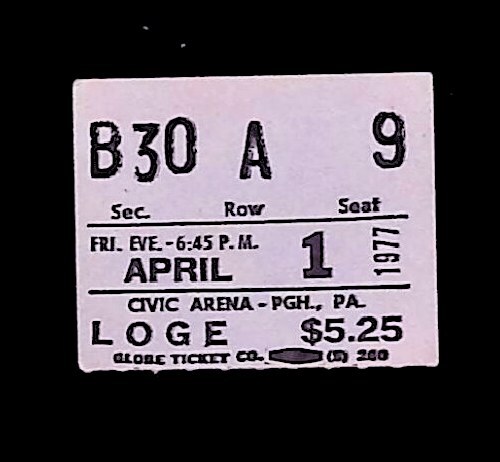 B30 A 9
Sec. Row Seat
FRI. EVE. - 6:45 P.M.
APRIL 1 1977
CIVIC ARENA - PGH., PA.
LOGE $5.25
GLOBE TICKET CO. (5) 260